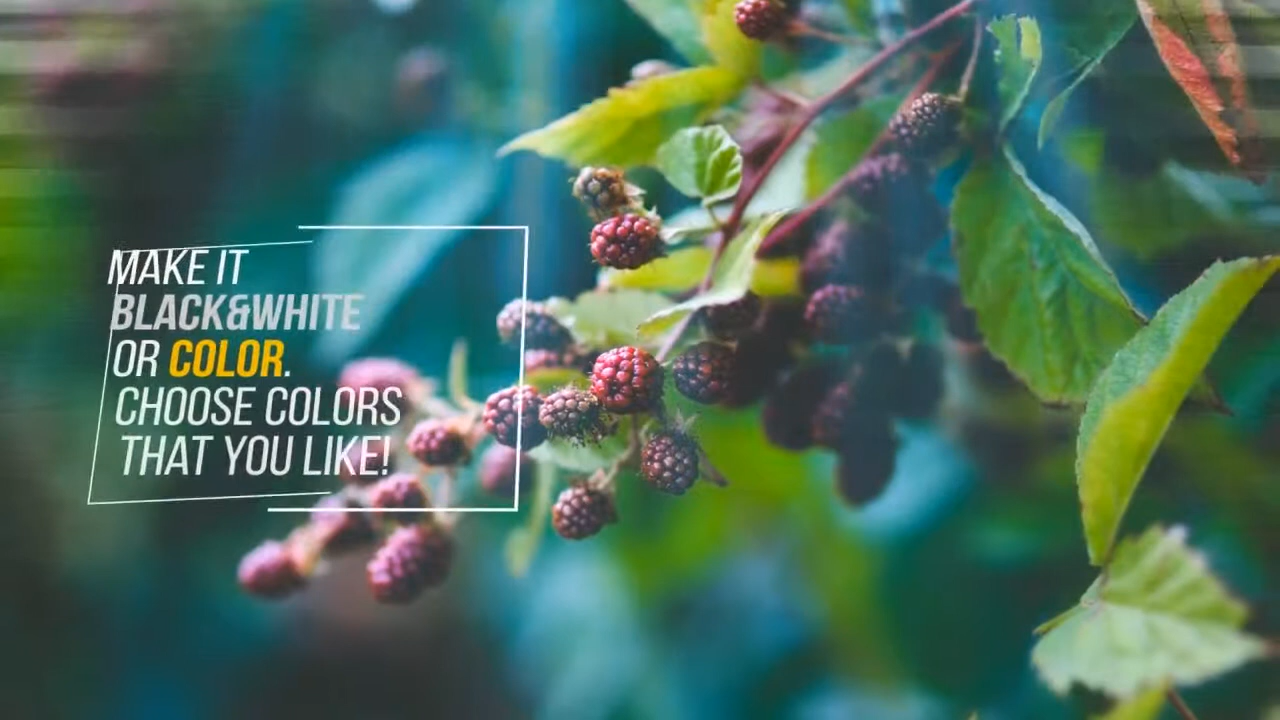 MAKE IT
BLACK&WHITE
OR COLOR.
CHOOSE COLORS
THAT YOU LIKE!